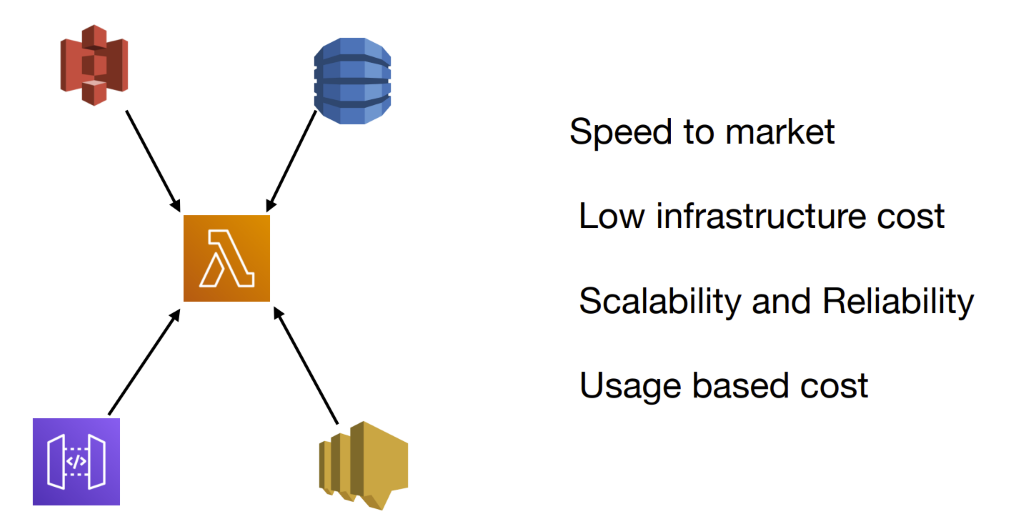 Speed to market
Low infrastructure cost
Scalability and Reliability
Usage based cost